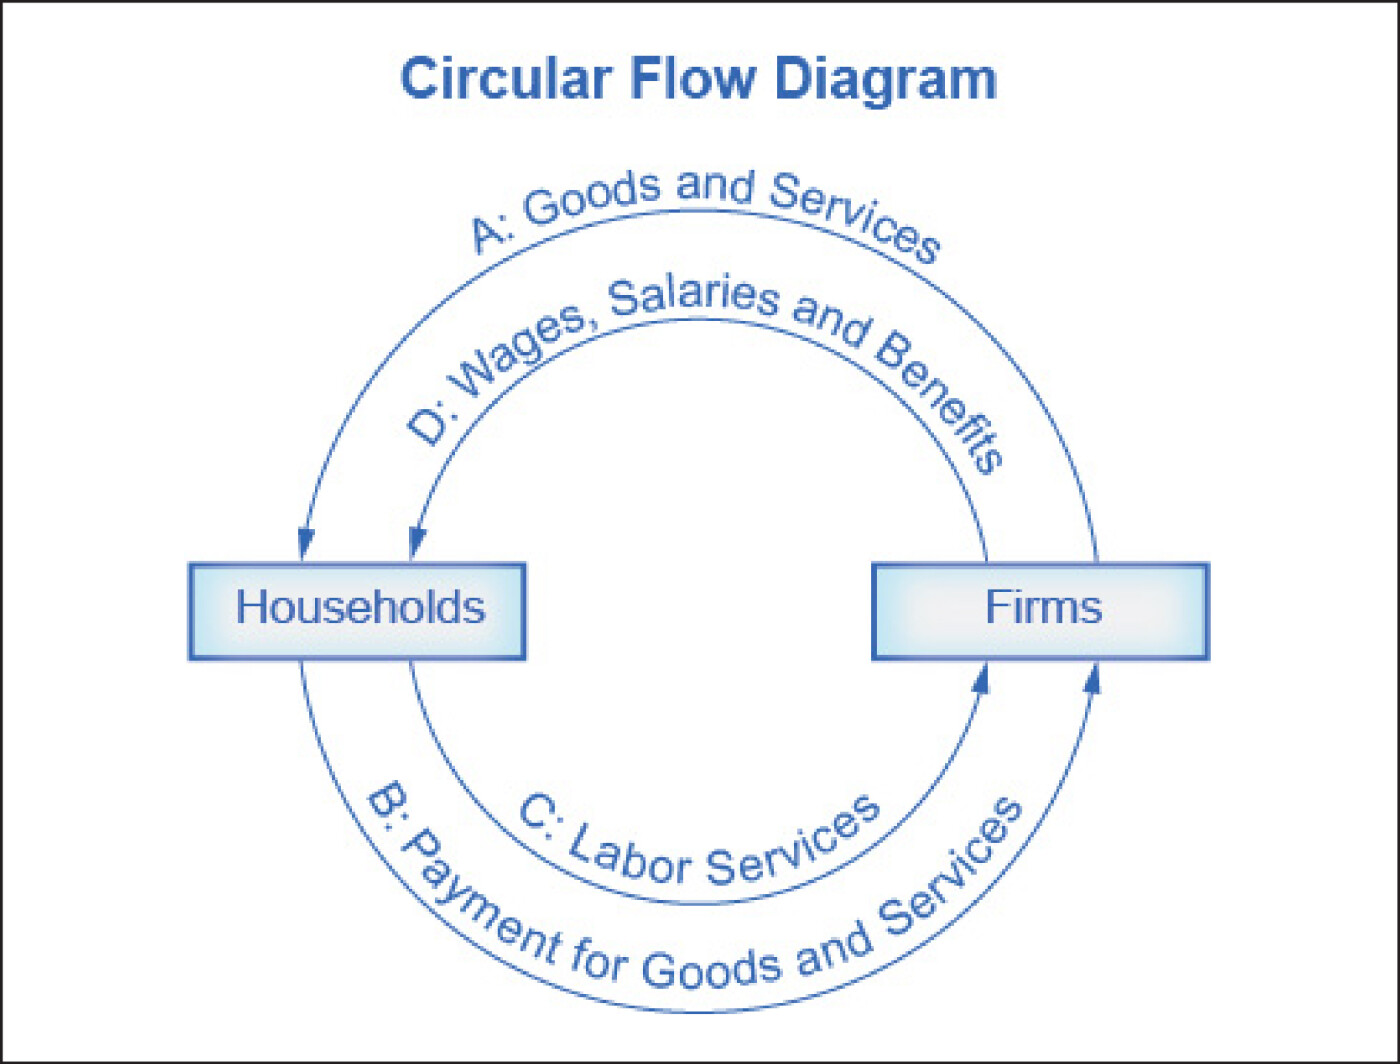 Circular Flow Diagram
A: Goods and Services
D: Wages, Salaries and Benefits
Households
Firms
C: Labor Services
B: Payment for Goods and Services